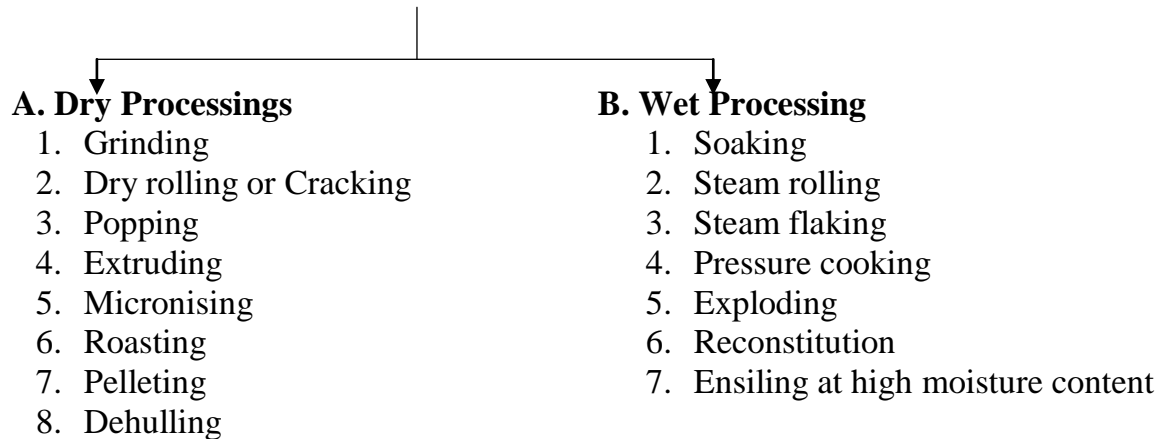 A. Dry Processings
1. Grinding
2. Dry rolling or Cracking
3. Popping
4. Extruding
5. Micronising
6. Roasting
7. Pelleting
8. Dehulling
B. Wet Processing
1. Soaking
2. Steam rolling
3. Steam flaking
4. Pressure cooking
5. Exploding
6. Reconstitution
7. Ensiling at high moisture content